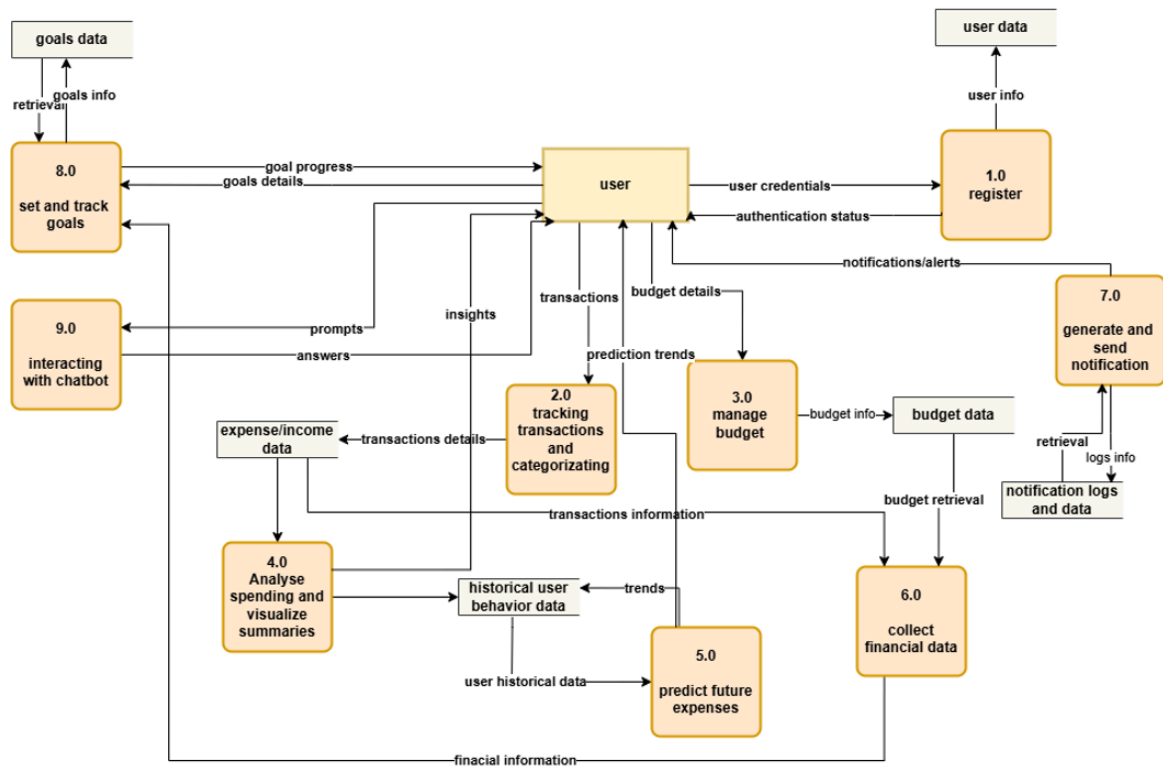 goals data
user data
goals info
retrieval
user info
8.0
set and track
goals
goal progress
goals details
user
user credentials
authentication status
1.0
register
notifications/alerts
7.0
generate and
send
notification
transactions
budget details
insights
9.0
interacting
with chatbot
prompts
answers
prediction trends
2.0
tracking
transactions
and
categorizating
3.0
manage
budget
budget info
budget data
expense/income
data
transactions details
retrieval
logs info
notification logs
and data
budget retrieval
transactions information
4.0
Analyse
spending and
visualize
summaries
historical user
behavior data
trends
6.0
collect
financial data
5.0
predict future
expenses
user historical data
finacial information